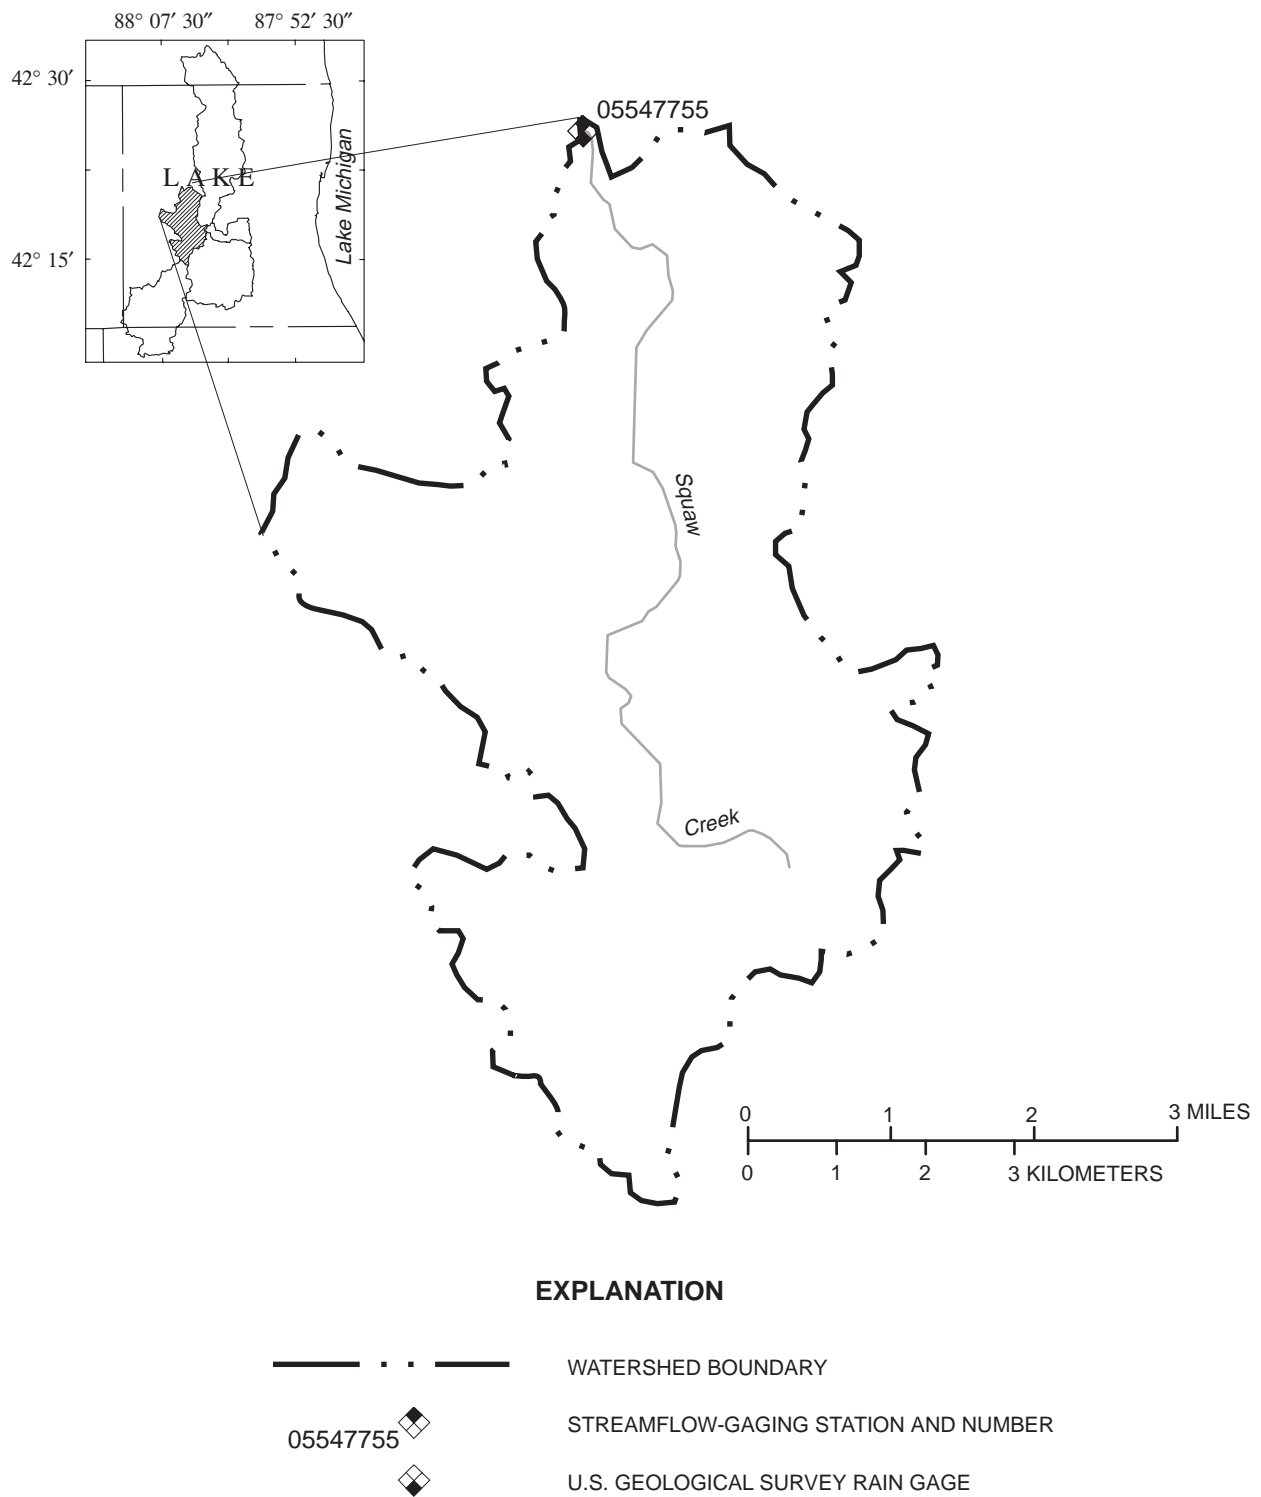 88° 07′ 30″ 87° 52′ 30″
42° 30′
05547755
LAKE
Lake Michigan
42° 15′
Squaw
Creek
0 1 2 3 MILES
0 1 2 3 KILOMETERS
EXPLANATION
WATERSHED BOUNDARY
05547755 STREAMFLOW-GAGING STATION AND NUMBER
U.S. GEOLOGICAL SURVEY RAIN GAGE